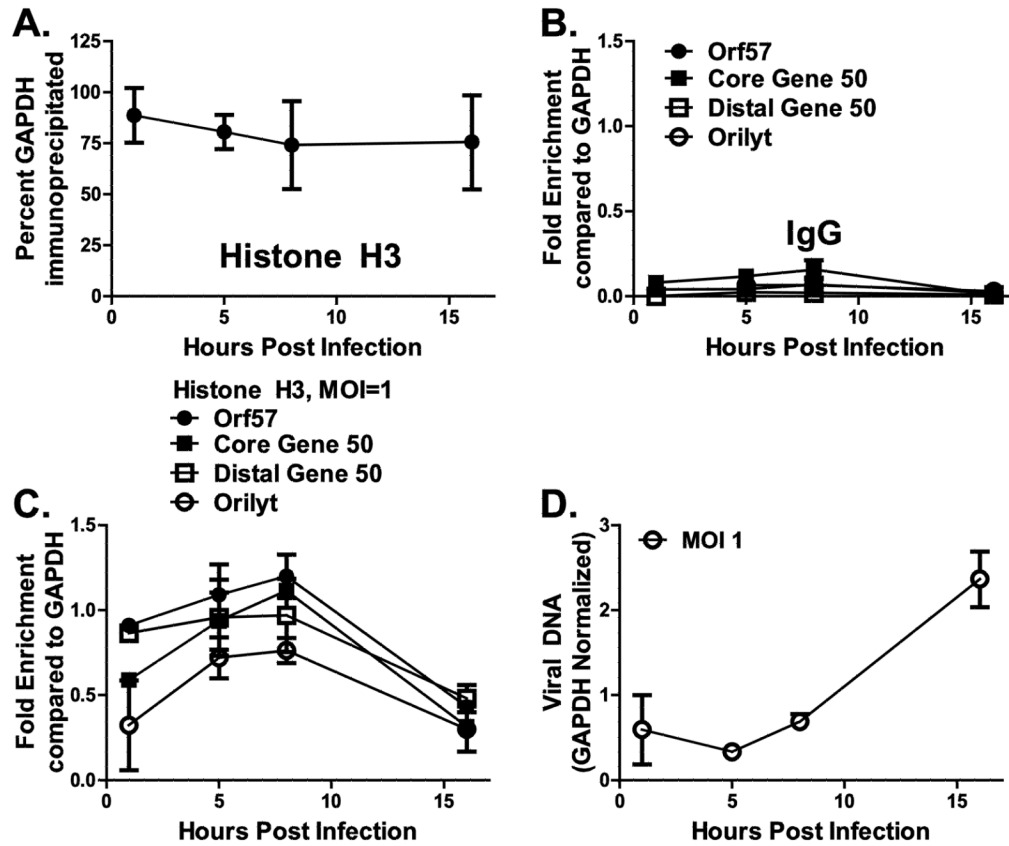 A.
Percent GAPDH
immunoprecipitated
125
100
75
50
25
0
Histone H3
0
5
10
15
Hours Post Infection
B.
Fold Enrichment
compared to GAPDH
1.5
1.0
0.5
0.0
Orf57
Core Gene 50
Distal Gene 50
Orilyt
IgG
0
5
10
15
Hours Post Infection
Histone H3, MOI=1
Orf57
Core Gene 50
Distal Gene 50
Orilyt
C.
Fold Enrichment
compared to GAPDH
1.5
1.0
0.5
0.0
0
5
10
15
Hours Post Infection
D.
Viral DNA
(GAPDH Normalized)
3
2
1
0
MOI 1
0
5
10
15
Hours Post Infection